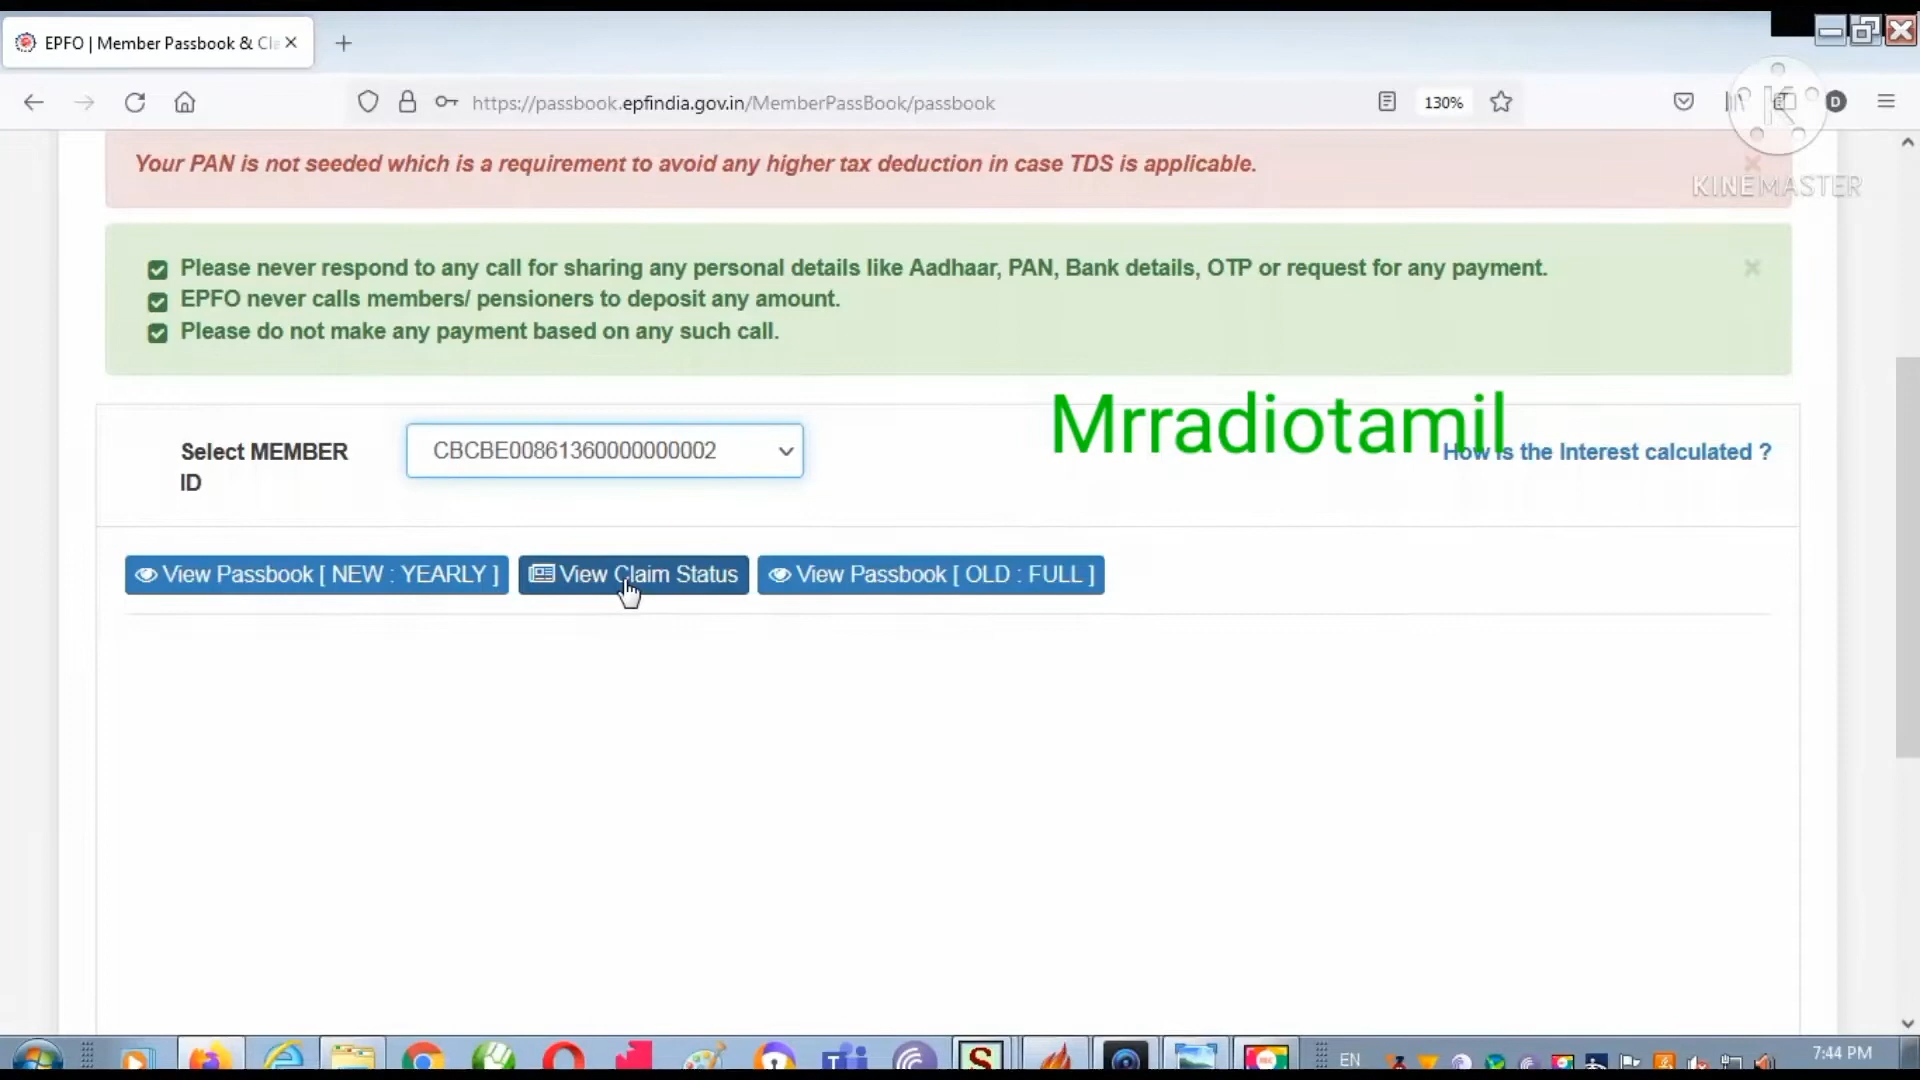 EPFO | Member Passbook & Cl
https://passbook.epfindia.gov.in/MemberPassBook/passbook
130%
D
K
KINEMASTER
Your PAN is not seeded which is a requirement to avoid any higher tax deduction in case TDS is applicable.
Please never respond to any call for sharing any personal details like Aadhaar, PAN, Bank details, OTP or request for any payment.
EPFO never calls members/ pensioners to deposit any amount.
Please do not make any payment based on any such call.
Mrradiotamil
Select MEMBER
ID
CBCBE00861360000000002
How is the Interest calculated ?
View Passbook [ NEW : YEARLY ]
View Claim Status
View Passbook [ OLD : FULL ]
S
EN
7:44 PM